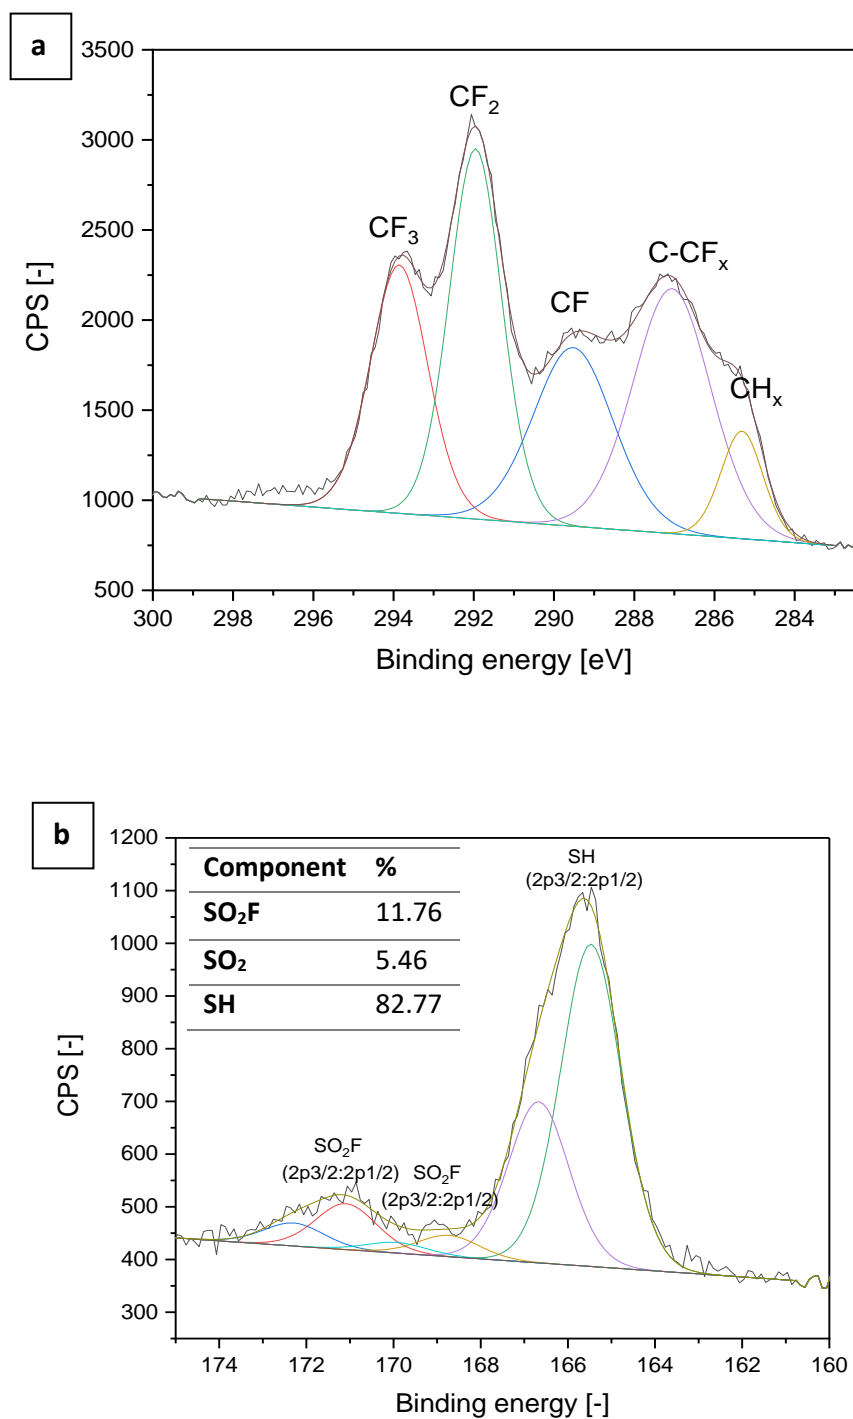 a
3500
3000
2500
2000
1500
1000
500
CPS [-]
CF₃
CF₂
CF
C-CFₓ
CHₓ
300 298 296 294 292 290 288 286 284
Binding energy [eV]
b
1200
1100
1000
900
800
700
600
500
400
300
CPS [-]
Component %
SO₂F 11.76
SO₂ 5.46
SH 82.77
SH
(2p3/2:2p1/2)
SO₂F
(2p3/2:2p1/2)
SO₂F
(2p3/2:2p1/2)
174 172 170 168 166 164 162 160
Binding energy [-]